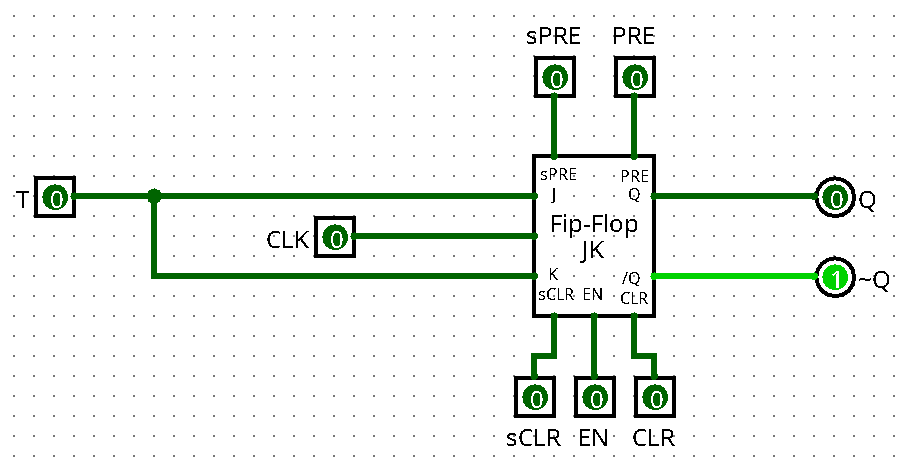 sPRE PRE
0 0
sPRE PRE
T 0 J Q 0 Q
Fip-Flop
CLK 0 JK
K /Q 1 ~Q
sCLR EN CLR
0 0 0
sCLR EN CLR